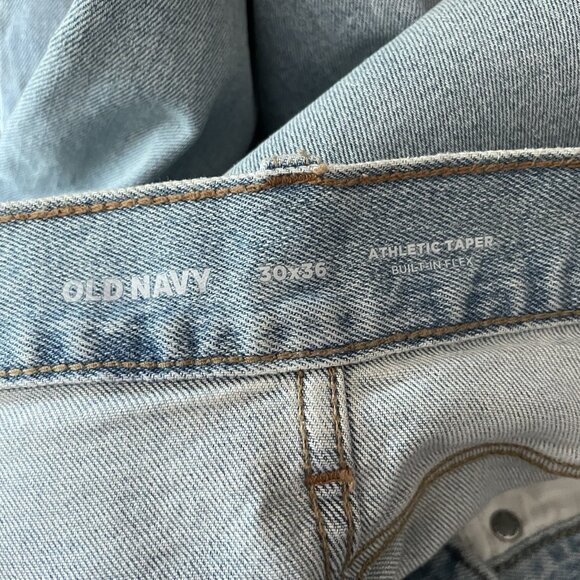 OLD NAVY
30x36
ATHLETIC TAPER
BUILT-IN FLEX